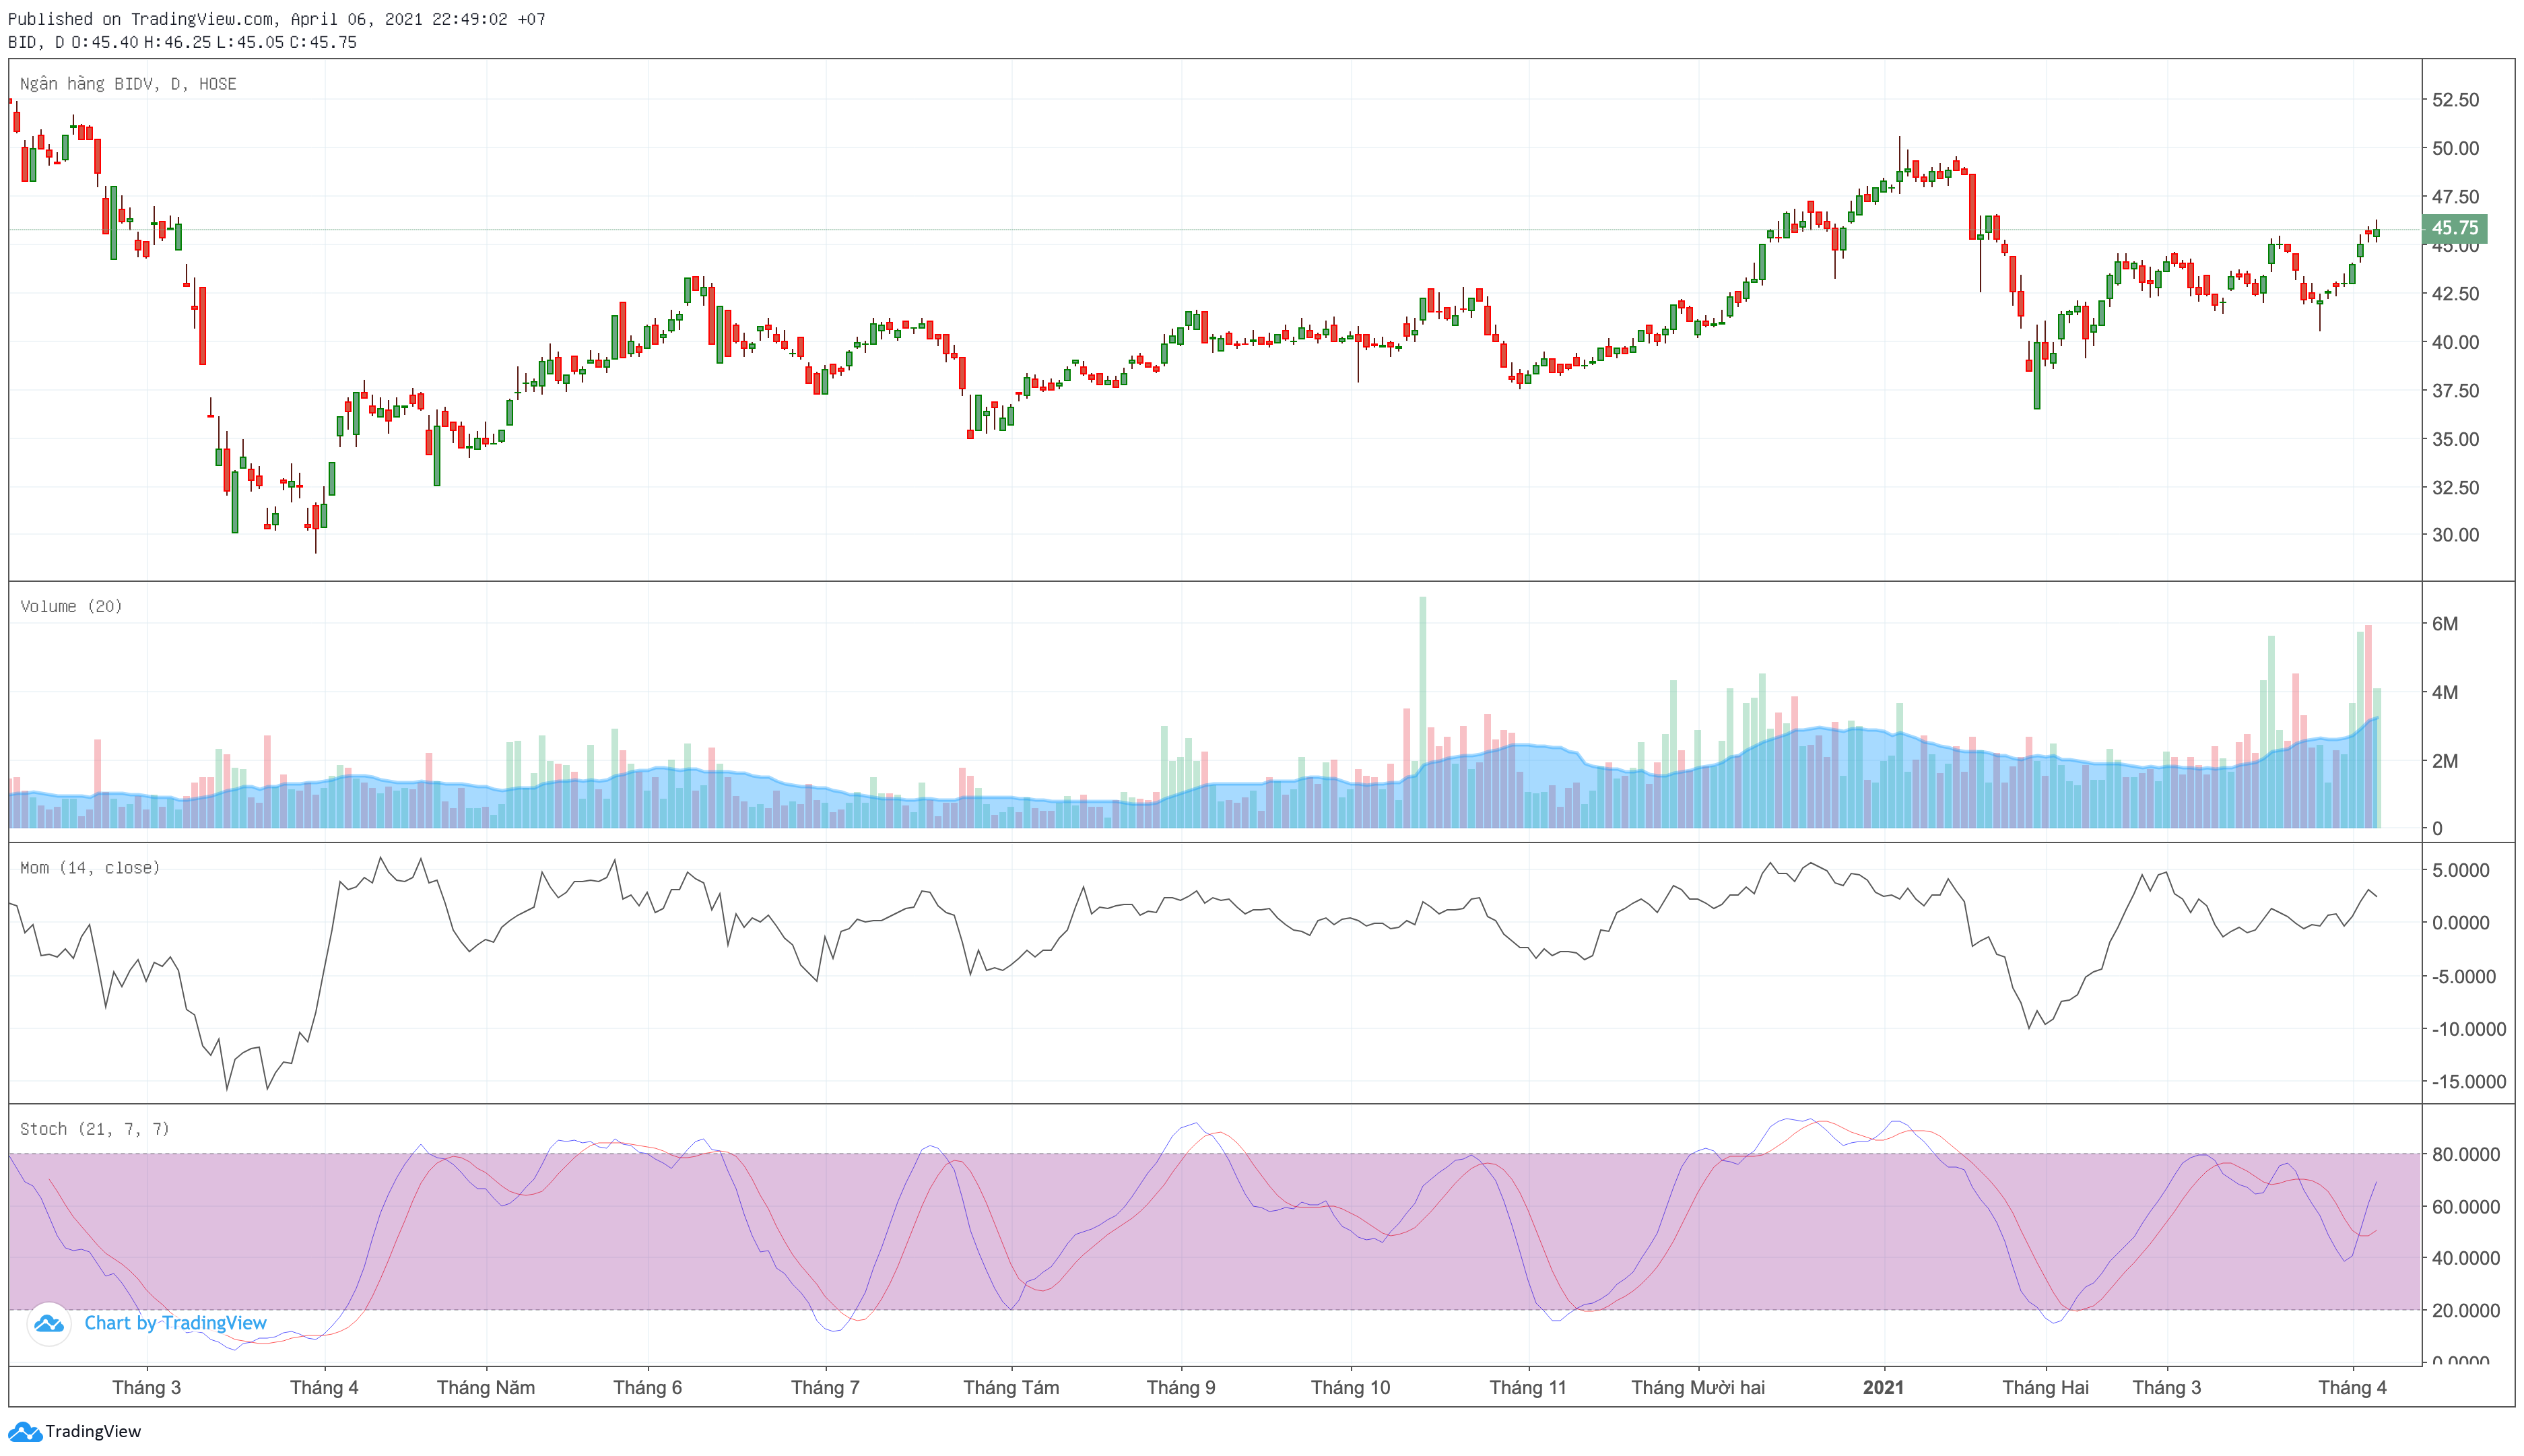 Published on TradingView.com, April 06, 2021 22:49:02 +07
BID, D O:45.40 H:46.25 L:45.05 C:45.75
Ngân hàng BIDV, D, HOSE
52.50
50.00
47.50
45.75
45.00
42.50
40.00
37.50
35.00
32.50
30.00
Volume (20)
6M
4M
2M
0
Mom (14, close)
5.0000
0.0000
-5.0000
-10.0000
-15.0000
Stoch (21, 7, 7)
80.0000
60.0000
40.0000
20.0000
0.0000
Chart by TradingView
Tháng 3 Tháng 4 Tháng Năm Tháng 6 Tháng 7 Tháng Tám Tháng 9 Tháng 10 Tháng 11 Tháng Mười hai 2021 Tháng Hai Tháng 3 Tháng 4
TradingView